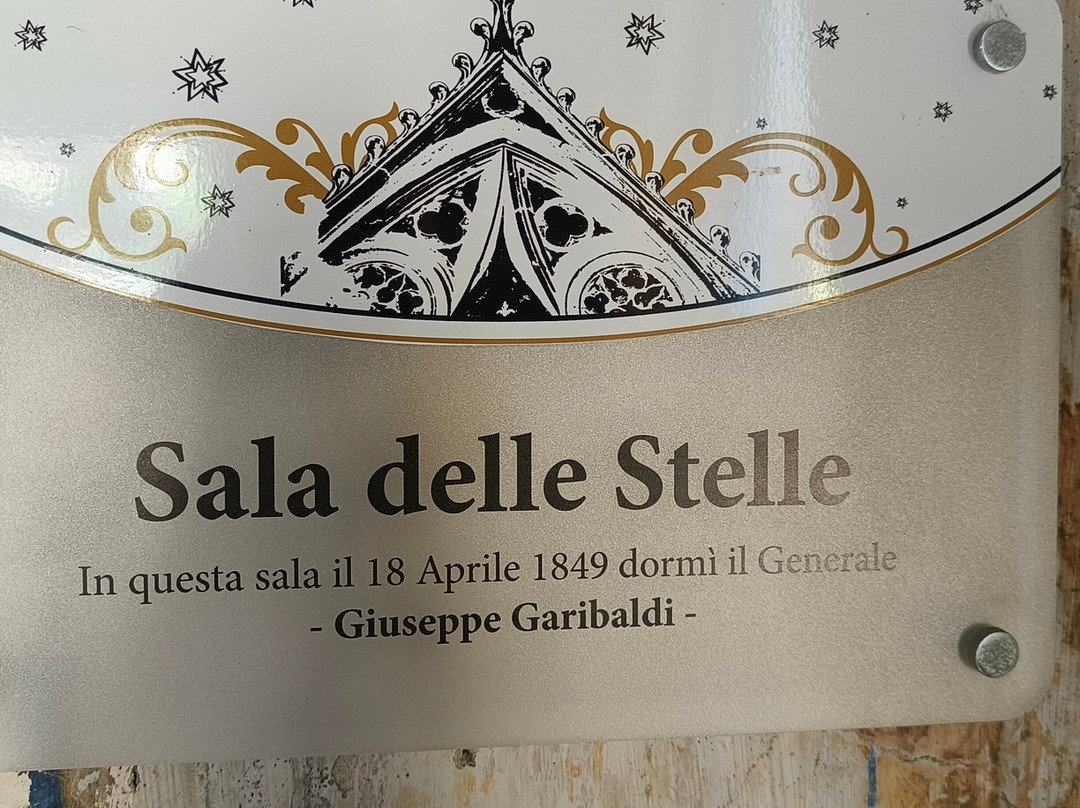 Sala delle Stelle
In questa sala il 18 Aprile 1849 dormì il Generale
- Giuseppe Garibaldi -